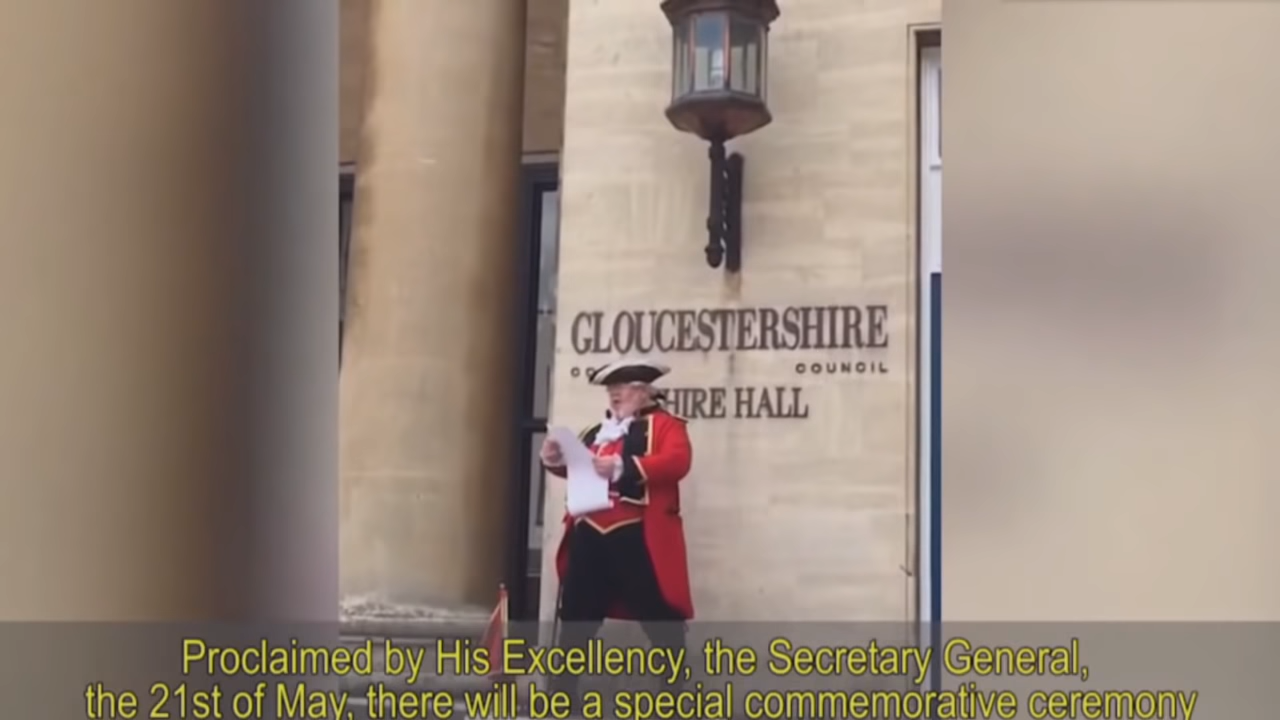 GLOUCESTERSHIRE
COUNCIL
HIRE HALL
Proclaimed by His Excellency, the Secretary General,
the 21st of May, there will be a special commemorative ceremony